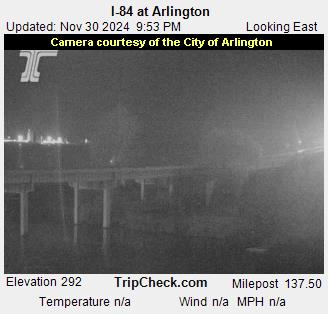 I-84 at Arlington
Updated: Nov 30 2024 9:53 PM Looking East
Camera courtesy of the City of Arlington
Elevation 292 TripCheck.com Milepost 137.50
Temperature n/a Wind n/a MPH n/a